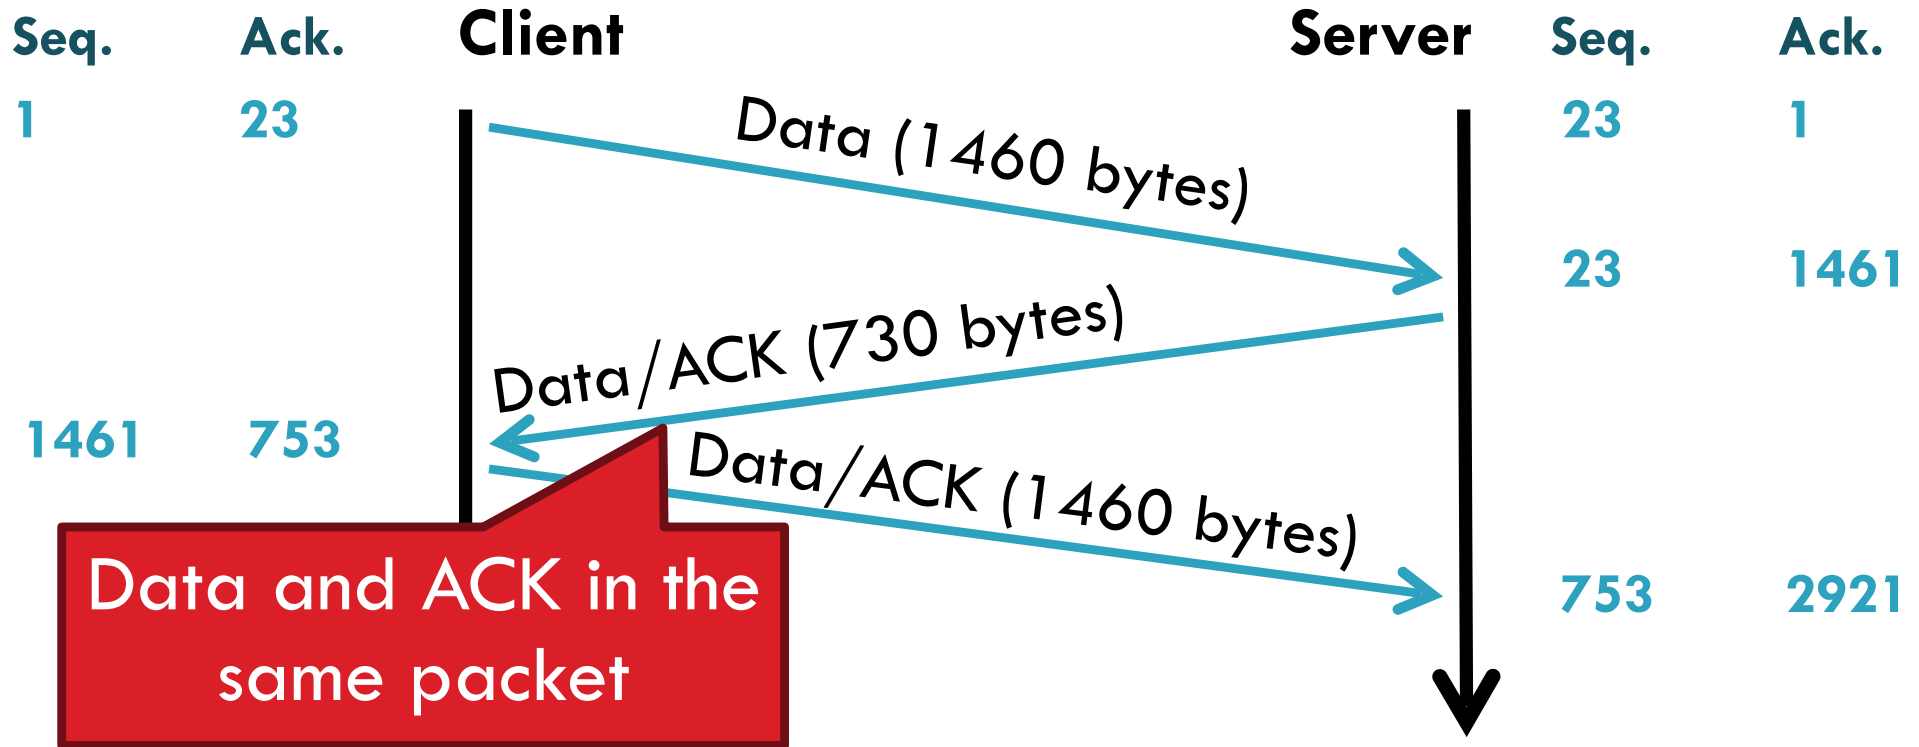 Seq. Ack. Client Server Seq. Ack.
1 23 23 1
Data (1460 bytes)
23 1461
Data/ACK (730 bytes)
1461 753
Data/ACK (1460 bytes)
753 2921
Data and ACK in the
same packet